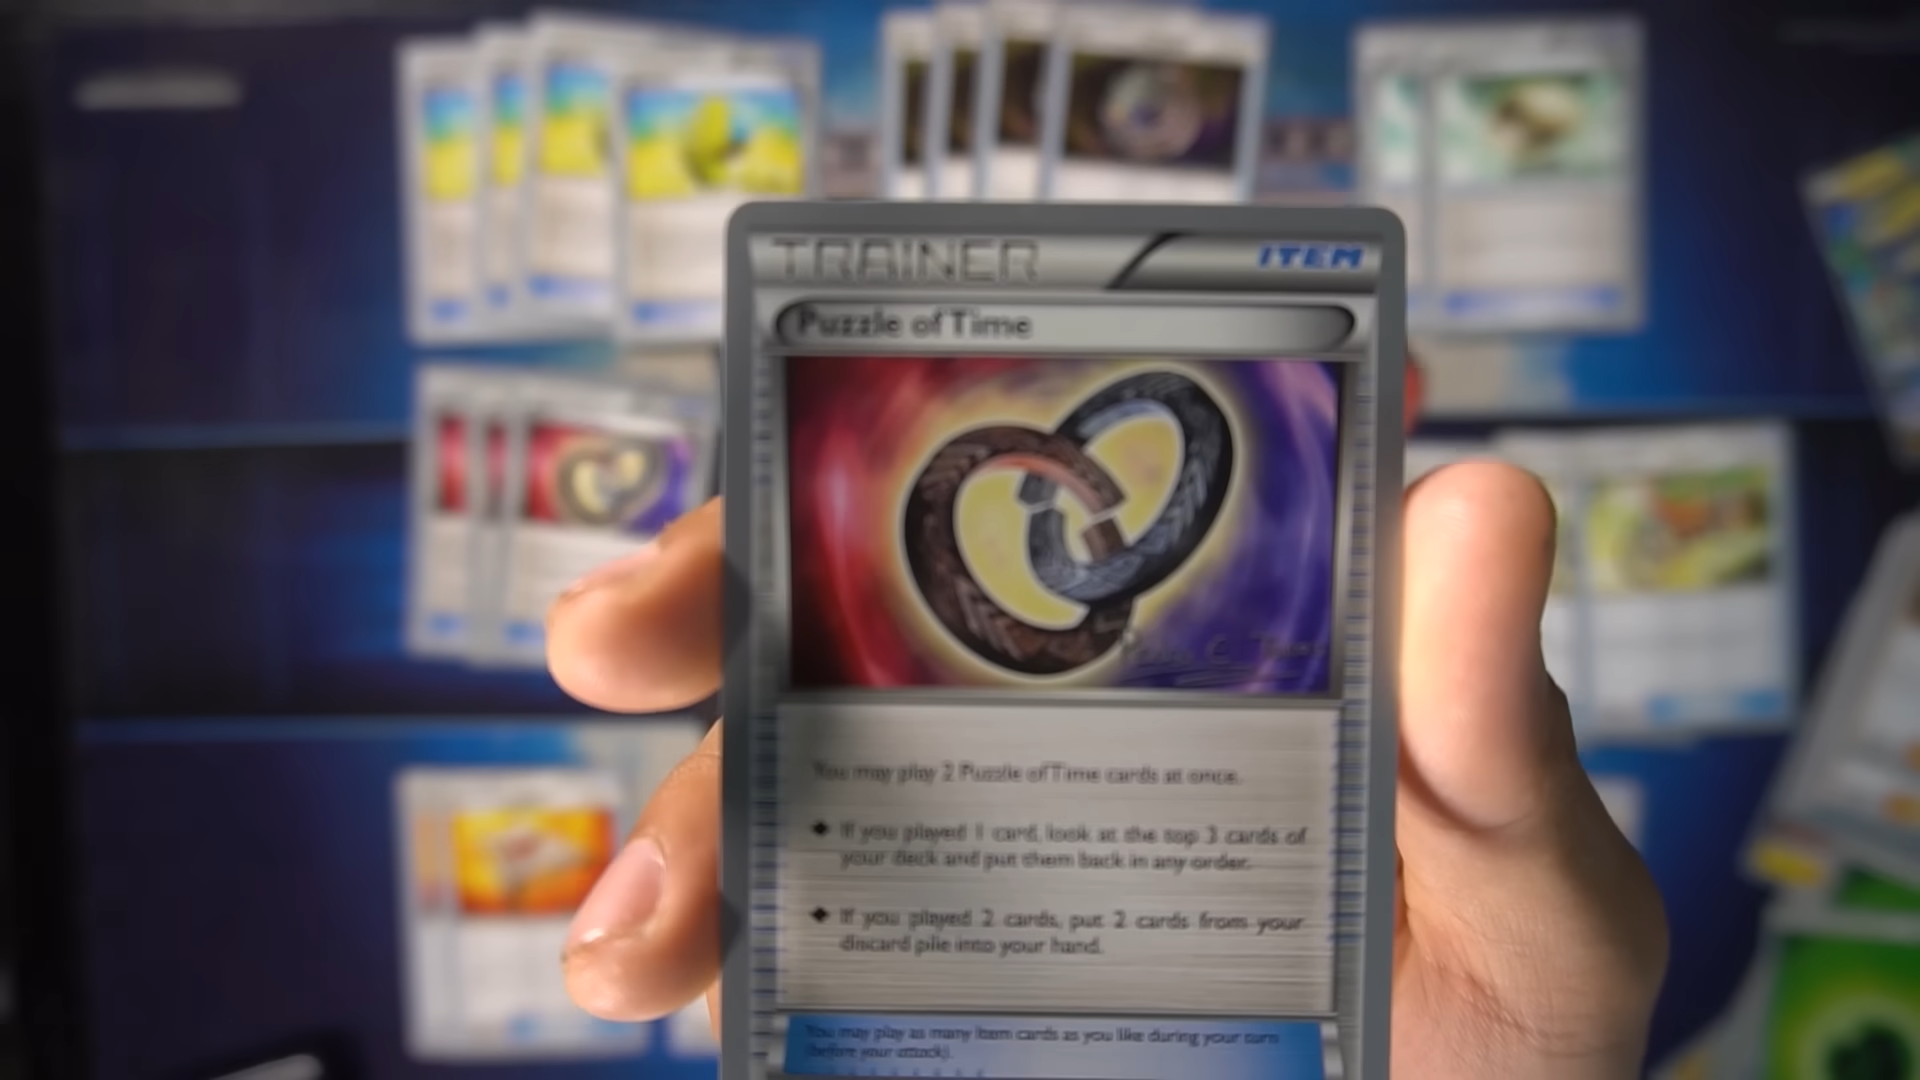 TRAINER
ITEM
Puzzle of Time
You may play 2 Puzzle of Time cards at once.
◆ If you played 1 card, look at the top 3 cards of
your deck and put them back in any order.
◆ If you played 2 cards, put 2 cards from your
discard pile into your hand.
You may play as many Item cards as you like during your turn
(before your attack).